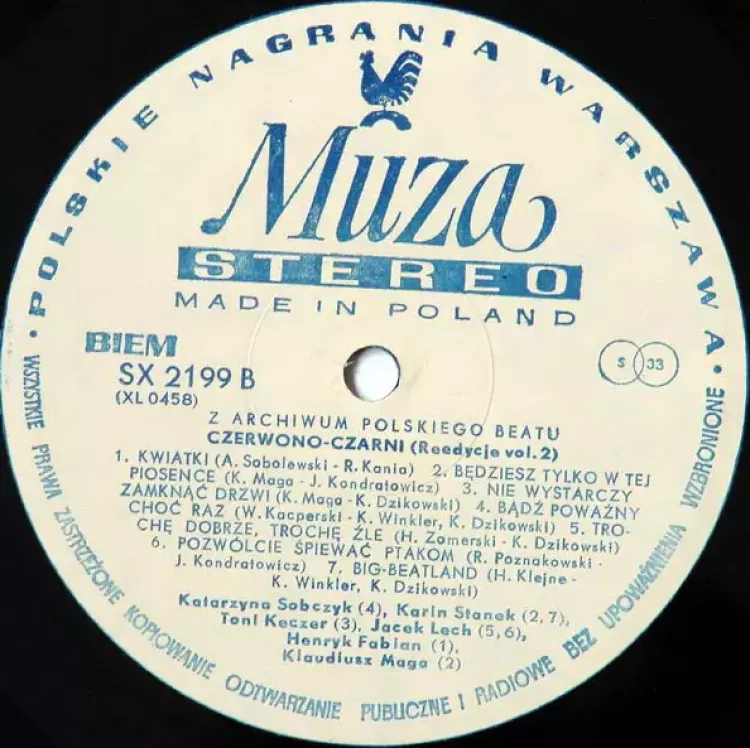 · POLSKIE NAGRANIA WARSZAWA ·
Muza
STEREO
MADE IN POLAND
BIEM
SX 2199 B
(XL 0458)
S 33
Z ARCHIWUM POLSKIEGO BEATU
CZERWONO-CZARNI (Reedycje vol. 2)
1. KWIATKI (A. Sobolewski - R. Kania) 2. BĘDZIESZ TYLKO W TEJ
PIOSENCE (K. Maga - J. Kondratowicz) 3. NIE WYSTARCZY
ZAMKNĄĆ DRZWI (K. Maga - K. Dzikowski) 4. BĄDŹ POWAŻNY
CHOĆ RAZ (W. Kacperski - K. Winkler, K. Dzikowski) 5. TRO-
CHĘ DOBRZE, TROCHĘ ŹLE (H. Zomerski - K. Dzikowski)
6. POZWÓLCIE ŚPIEWAĆ PTAKOM (R. Poznakowski -
J. Kondratowicz) 7. BIG-BEATLAND (H. Klejne -
K. Winkler, K. Dzikowski)
Katarzyna Sobczyk (4), Karin Stanek (2, 7),
Toni Keczer (3), Jacek Lech (5, 6),
Henryk Fabian (1),
Klaudiusz Maga (2)
WSZYSTKIE PRAWA ZASTRZEŻONE KOPIOWANIE ODTWARZANIE PUBLICZNE I RADIOWE BEZ UPOWAŻNIENIA WZBRONIONE